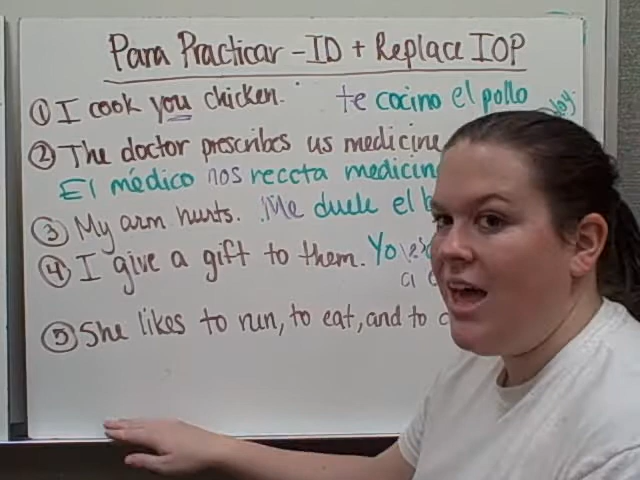 Para Practicar - ID + Replace IOP
① I cook you chicken. te cocino el pollo
② The doctor prescribes us medicine
El médico nos receta medicin
③ My arm hurts. Me duele el b
④ I give a gift to them. Yo les
a
⑤ She likes to run, to eat, and to